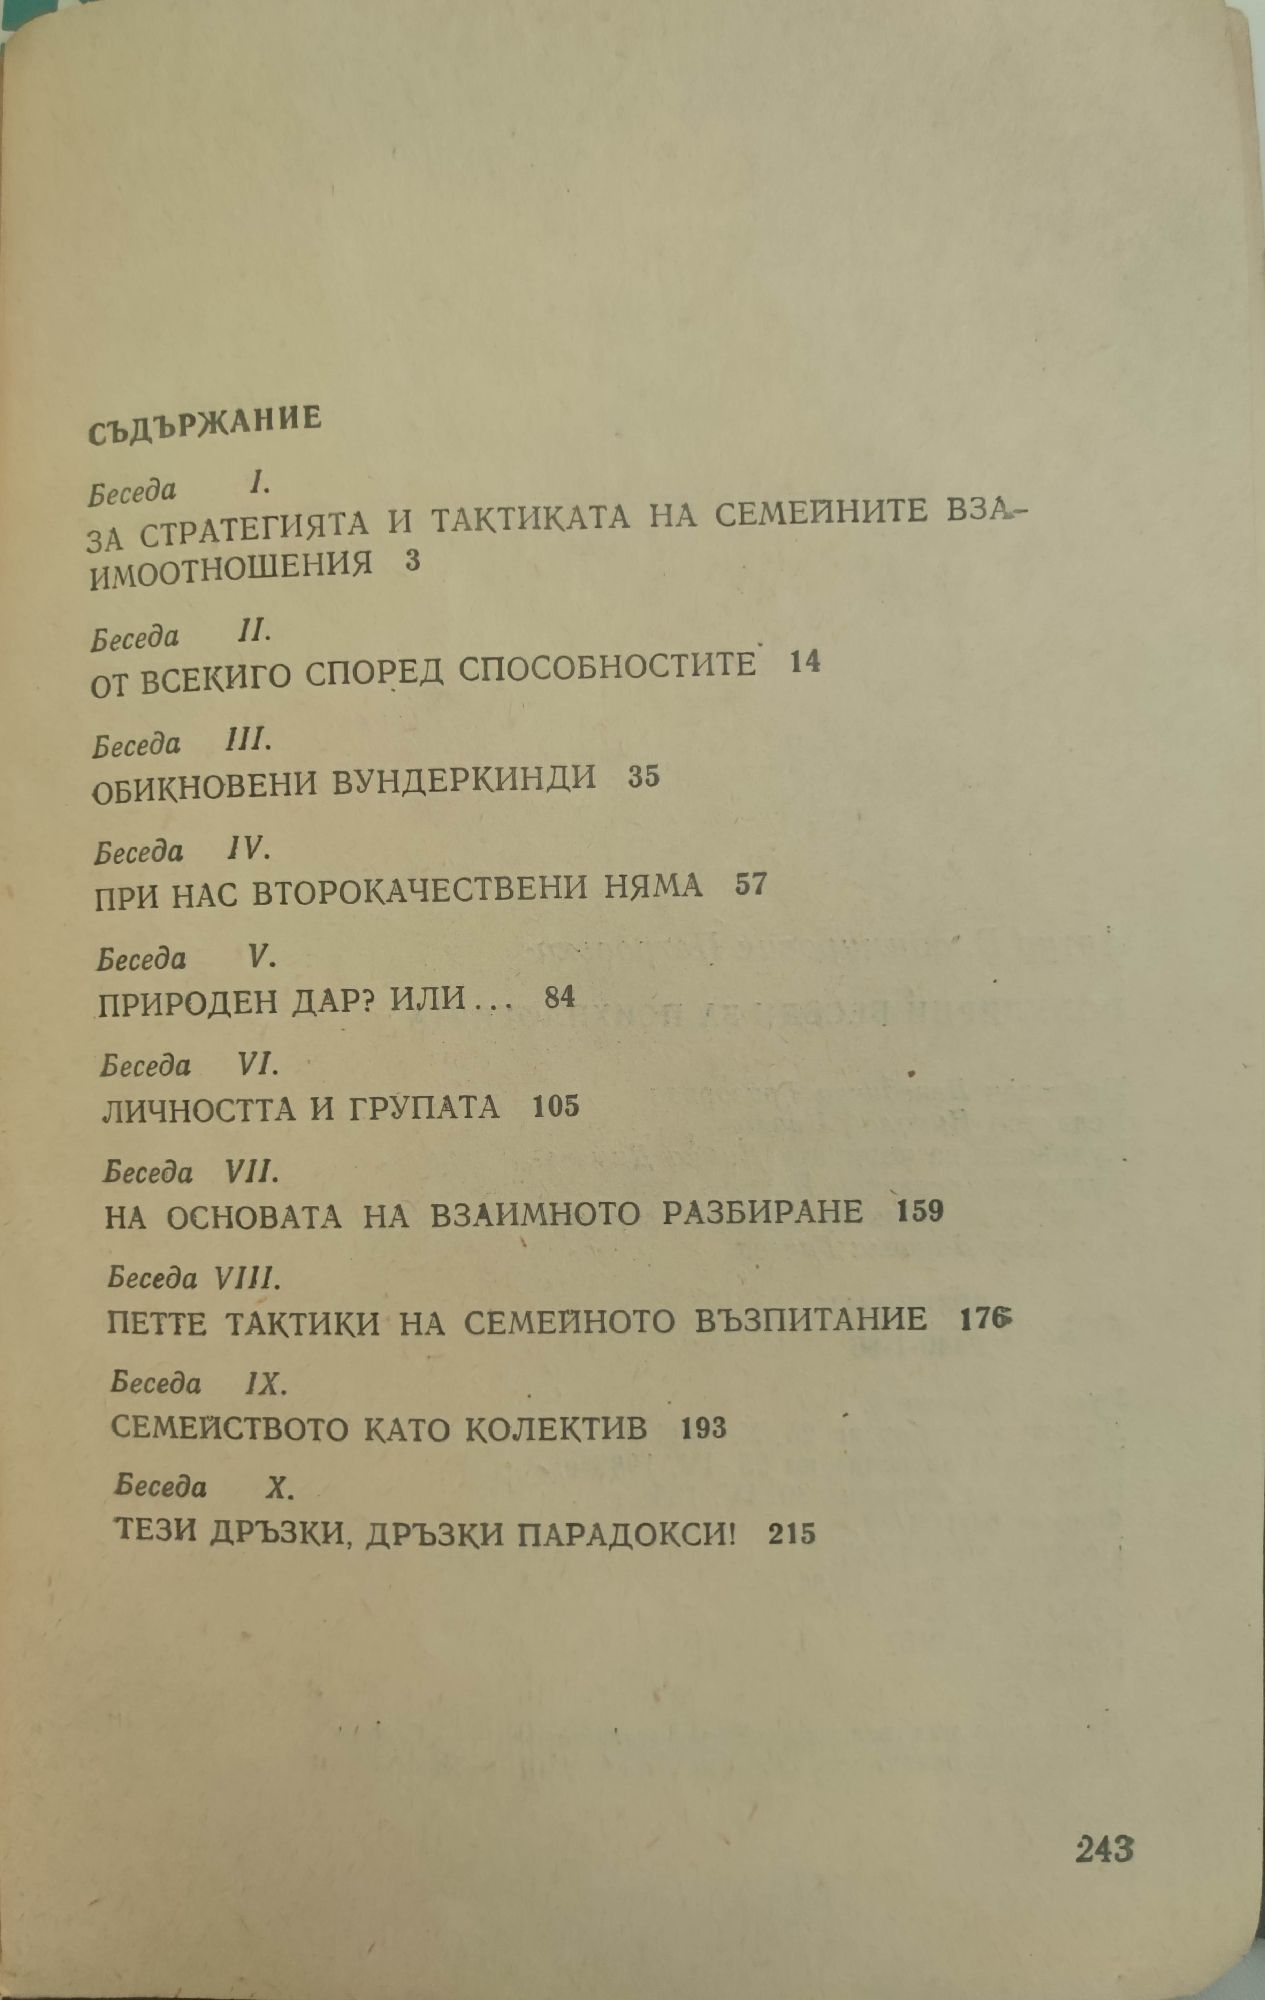 СЪДЪРЖАНИЕ
Беседа I.
ЗА СТРАТЕГИЯТА И ТАКТИКАТА НА СЕМЕЙНИТЕ ВЗА-
ИМООТНОШЕНИЯ 3
Беседа II.
ОТ ВСЕКИГО СПОРЕД СПОСОБНОСТИТЕ 14
Беседа III.
ОБИКНОВЕНИ ВУНДЕРКИНДИ 35
Беседа IV.
ПРИ НАС ВТОРОКАЧЕСТВЕНИ НЯМА 57
Беседа V.
ПРИРОДЕН ДАР? ИЛИ... 84
Беседа VI.
ЛИЧНОСТТА И ГРУПАТА 105
Беседа VII.
НА ОСНОВАТА НА ВЗАИМНОТО РАЗБИРАНЕ 159
Беседа VIII.
ПЕТТЕ ТАКТИКИ НА СЕМЕЙНОТО ВЪЗПИТАНИЕ 176
Беседа IX.
СЕМЕЙСТВОТО КАТО КОЛЕКТИВ 193
Беседа X.
ТЕЗИ ДРЪЗКИ, ДРЪЗКИ ПАРАДОКСИ! 215
243